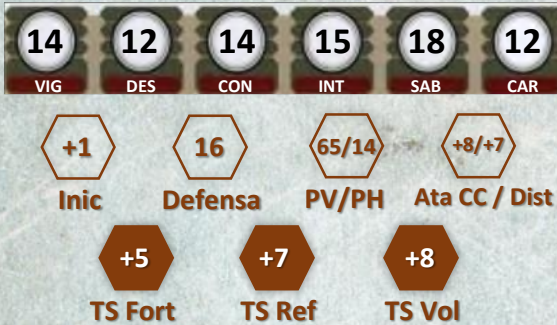 14 12 14 15 18 12
VIG DES CON INT SAB CAR
+1 16 65/14 +8/+7
Inic Defensa PV/PH Ata CC / Dist
+5 +7 +8
TS Fort TS Ref TS Vol